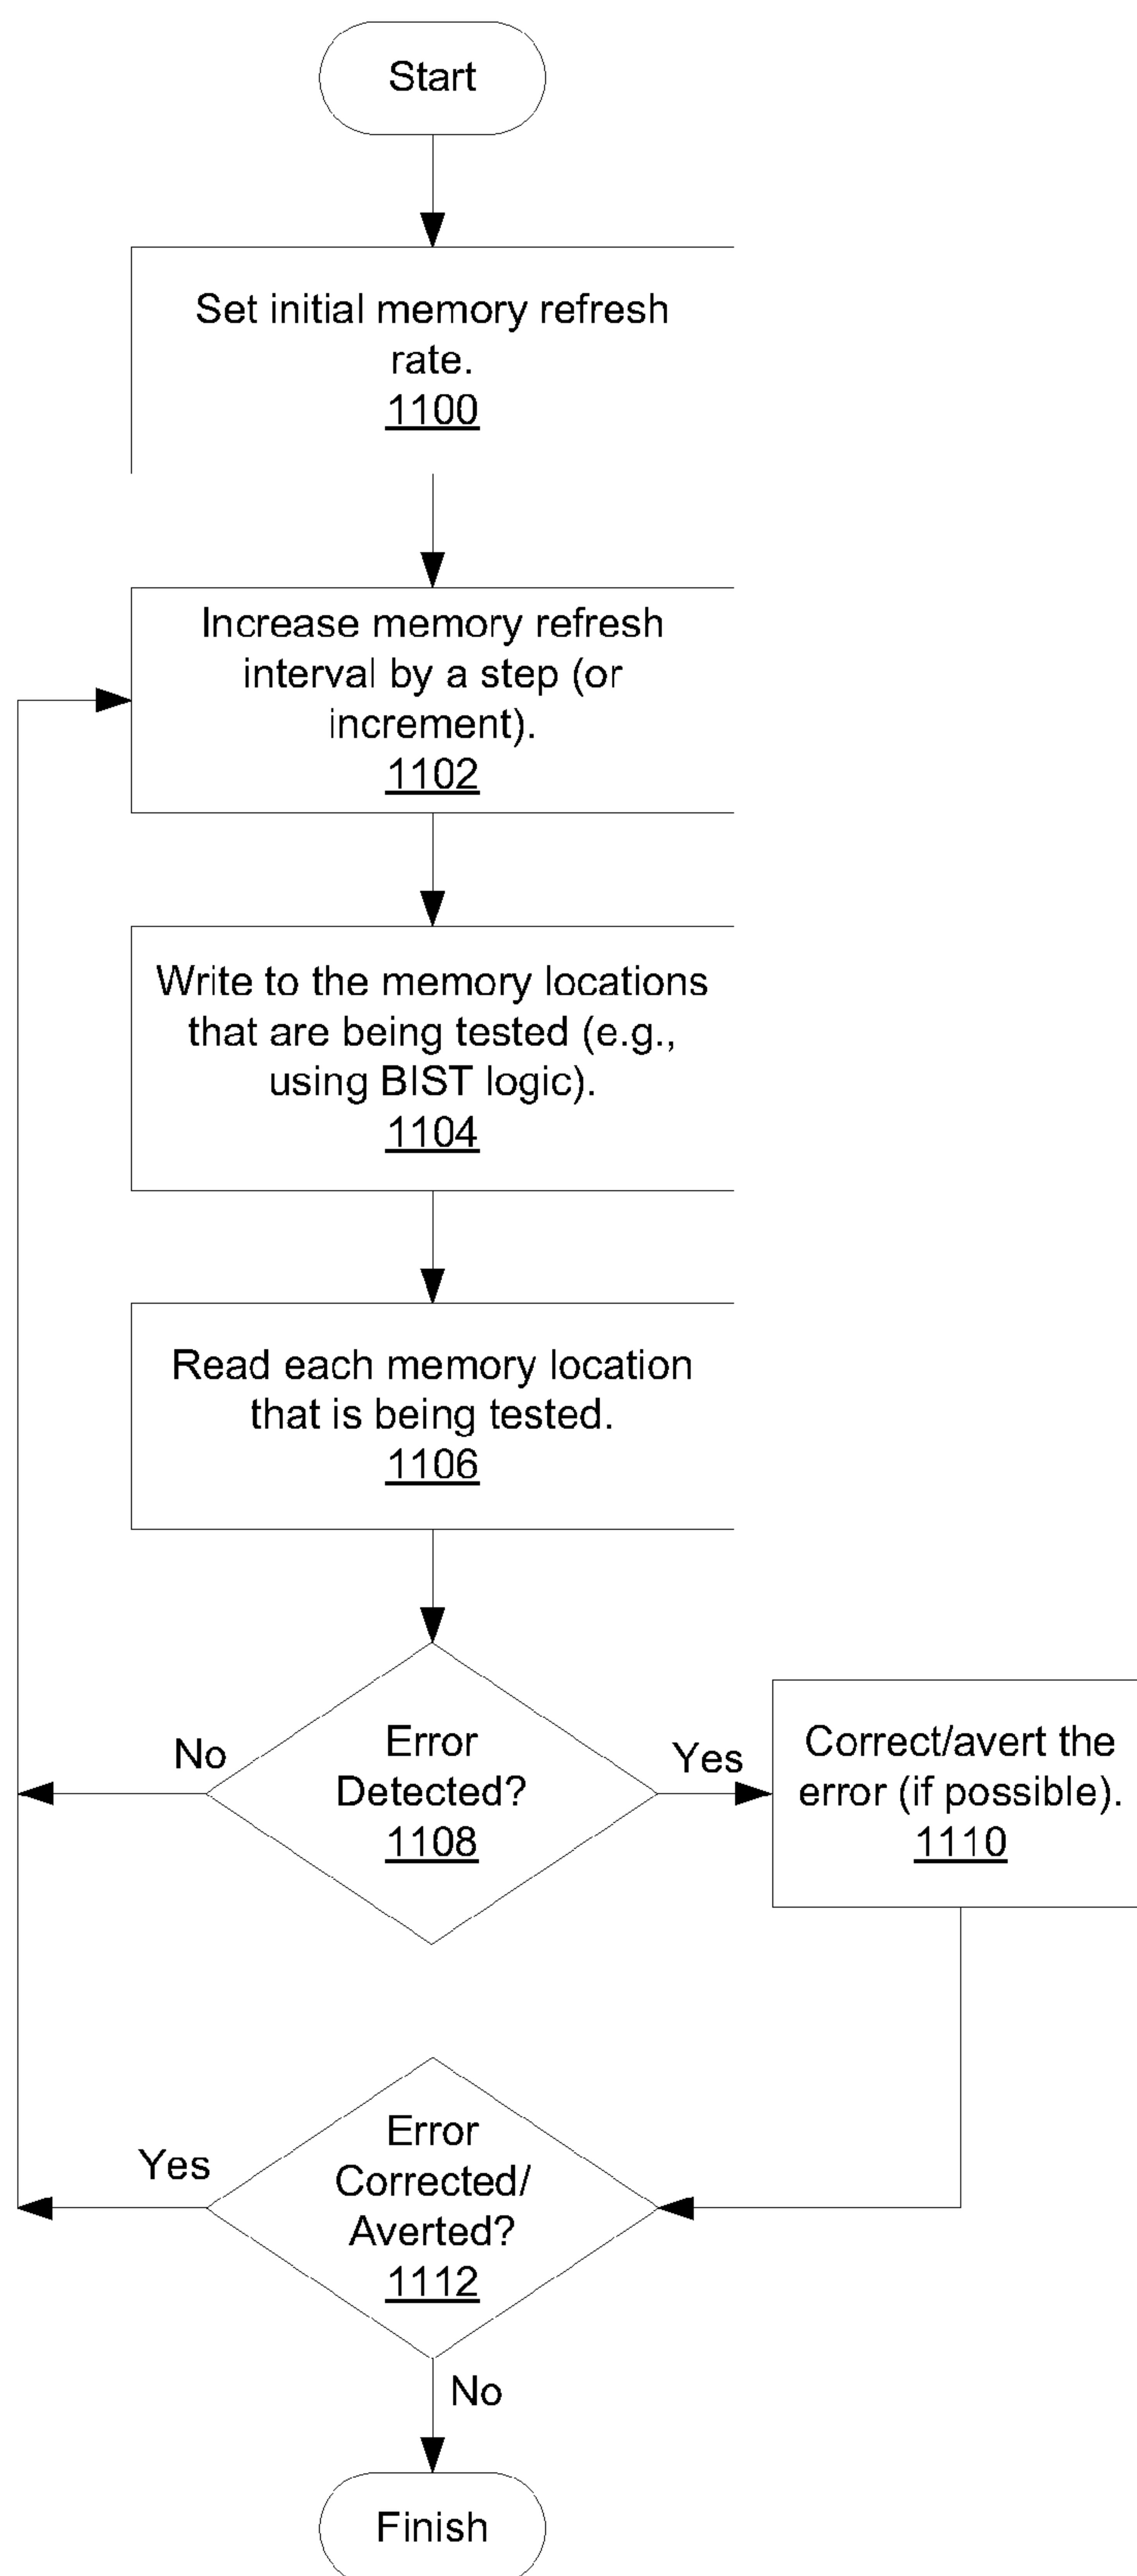 Start
Set initial memory refresh
rate.
1100
Increase memory refresh
interval by a step (or
increment).
1102
Write to the memory locations
that are being tested (e.g.,
using BIST logic).
1104
Read each memory location
that is being tested.
1106
No
Error
Detected?
1108
Yes
Correct/avert the
error (if possible).
1110
Yes
Error
Corrected/
Averted?
1112
No
Finish